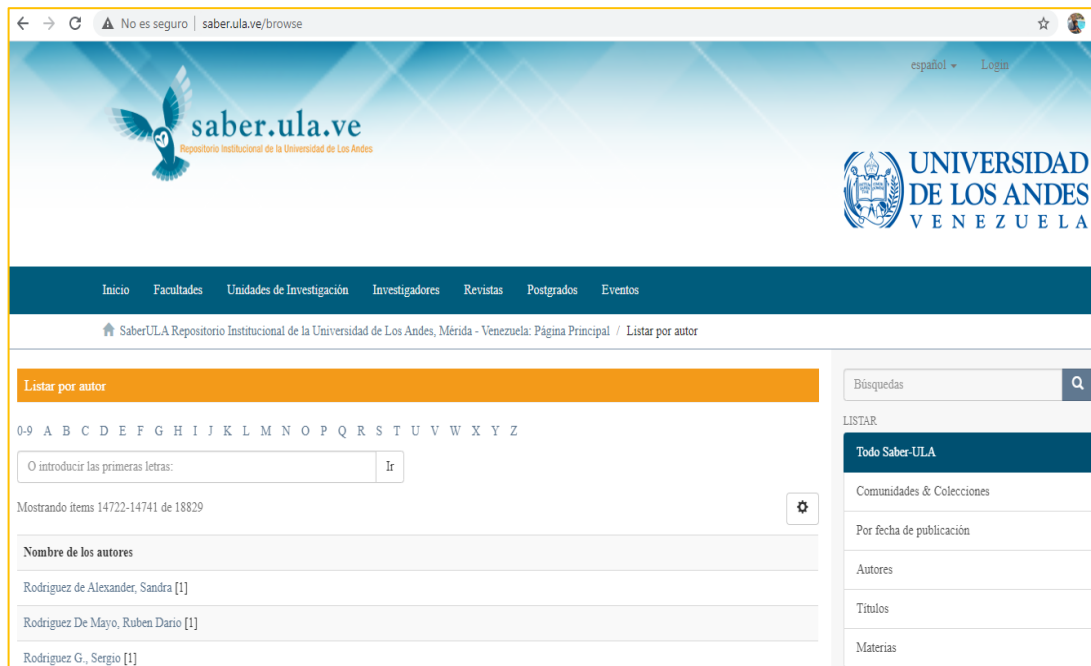 No es seguro | saber.ula.ve/browse
español Login
saber.ula.ve
Repositorio Institucional de la Universidad de Los Andes
UNIVERSIDAD
DE LOS ANDES
VENEZUELA
Inicio Facultades Unidades de Investigación Investigadores Revistas Postgrados Eventos
SaberULA Repositorio Institucional de la Universidad de Los Andes, Mérida - Venezuela: Página Principal / Listar por autor
Listar por autor
0-9 A B C D E F G H I J K L M N O P Q R S T U V W X Y Z
O introducir las primeras letras: Ir
Mostrando ítems 14722-14741 de 18829
Nombre de los autores
Rodriguez de Alexander, Sandra [1]
Rodriguez De Mayo, Ruben Dario [1]
Rodriguez G., Sergio [1]
Búsquedas
LISTAR
Todo Saber-ULA
Comunidades & Colecciones
Por fecha de publicación
Autores
Títulos
Materias